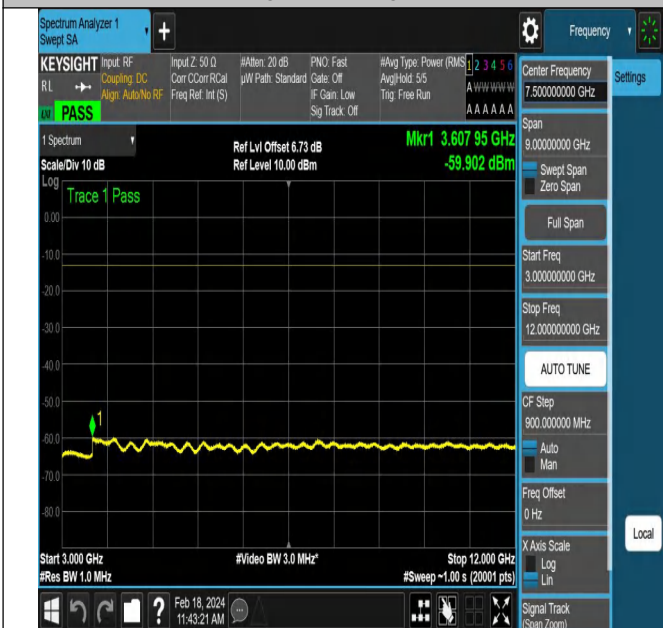 Spectrum Analyzer 1
Swept SA
+
Frequency
KEYSIGHT
RL
PASS
Input: RF
Coupling: DC
Align: Auto/No RF
Input Z: 50 Ω
Corr CCorr RCal
Freq Ref: Int (S)
#Atten: 20 dB
µW Path: Standard
PNO: Fast
Gate: Off
IF Gain: Low
Sig Track: Off
#Avg Type: Power (RMS
Avg|Hold: 5/5
Trig: Free Run
1 2 3 4 5 6
A W W W W W
A A A A A A
Center Frequency
7.500000000 GHz
Settings
1 Spectrum
Scale/Div 10 dB
Ref Lvl Offset 6.73 dB
Ref Level 10.00 dBm
Mkr1 3.607 95 GHz
-59.902 dBm
Span
9.00000000 GHz
Swept Span
Zero Span
Full Span
Start Freq
3.000000000 GHz
Stop Freq
12.000000000 GHz
AUTO TUNE
CF Step
900.000000 MHz
Auto
Man
Freq Offset
0 Hz
X Axis Scale
Log
Lin
Signal Track
(Span Zoom)
Local
Log
Trace 1 Pass
0.00
-10.0
-20.0
-30.0
-40.0
-50.0
-60.0
-70.0
-80.0
1
Start 3.000 GHz
#Res BW 1.0 MHz
#Video BW 3.0 MHz*
Stop 12.000 GHz
#Sweep ~1.00 s (20001 pts)
?
Feb 18, 2024
11:43:21 AM